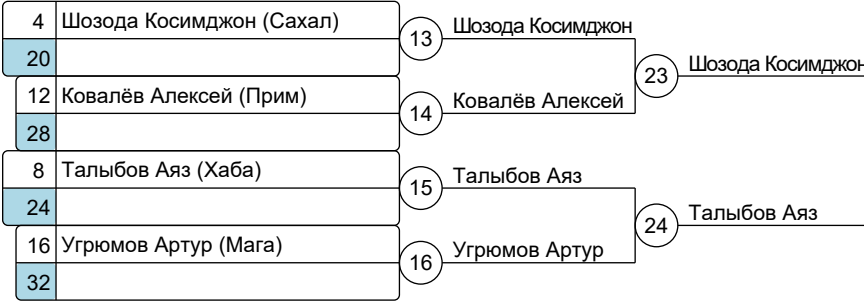 4 Шозода Косимджон (Сахал)
20
13 Шозода Косимджон
12 Ковалёв Алексей (Прим)
28
14 Ковалёв Алексей
23 Шозода Косимджон
8 Талыбов Аяз (Хаба)
24
15 Талыбов Аяз
16 Угрюмов Артур (Мага)
32
16 Угрюмов Артур
24 Талыбов Аяз